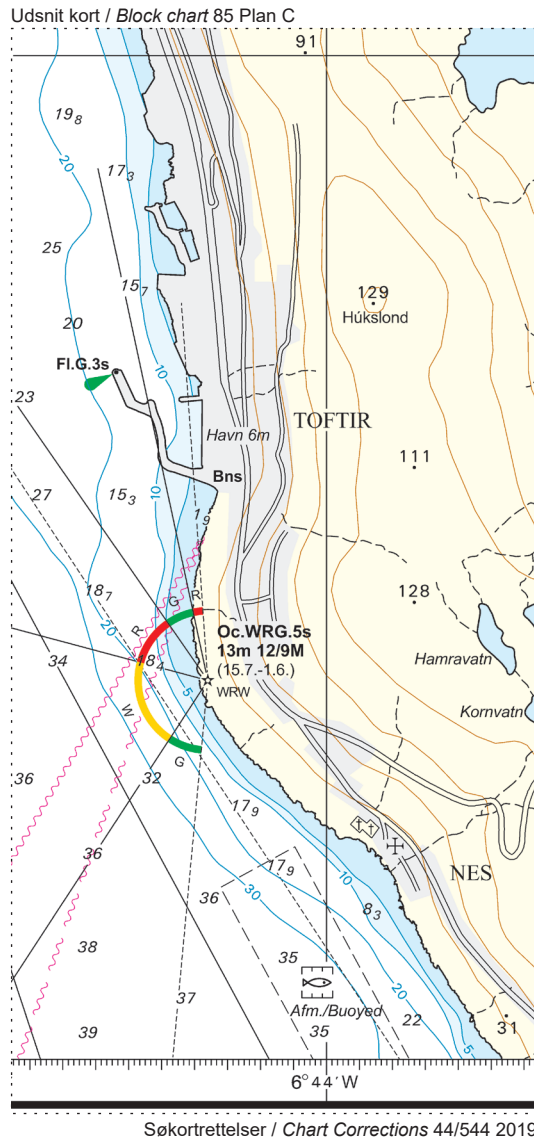 Udsnit kort / Block chart 85 Plan C
91
19₈
20
17₃
25
15₇
129
Húkslond
20
10
Fl.G.3s
23
TOFTIR
Havn 6m
111
Bns
27
15₃
10
1₉
18₇
128
G R
R
Oc.WRG.5s
20
13m 12/9M
34
18₄
(15.7.-1.6.)
Hamravatn
WRW
5
W
Kornvatn
G
36
32
17₉
36
17₉
10
NES
36
30
8₃
38
35
20
37
Afm./Buoyed
22
31
39
35
5
6°44' W
Søkortrettelser / Chart Corrections 44/544 2019